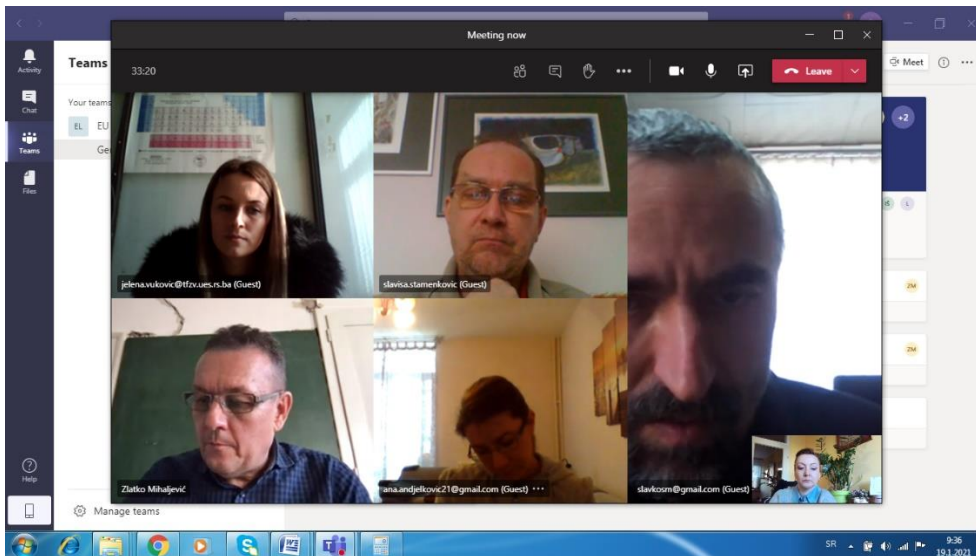 Meeting now
Activity
Teams
33:20
Leave
Meet
Chat
Your teams
+2
EL
EU
Teams
Ge
Files
jelena.vukovic@tfzv.ues.rs.ba (Guest)
slavisa.stamenkovic (Guest)
ZM
ZM
Zlatko Mihaljević
ana.andjelkovic21@gmail.com (Guest)
slavkosm@gmail.com (Guest)
Help
Manage teams
SR
9:36
19.1.2021